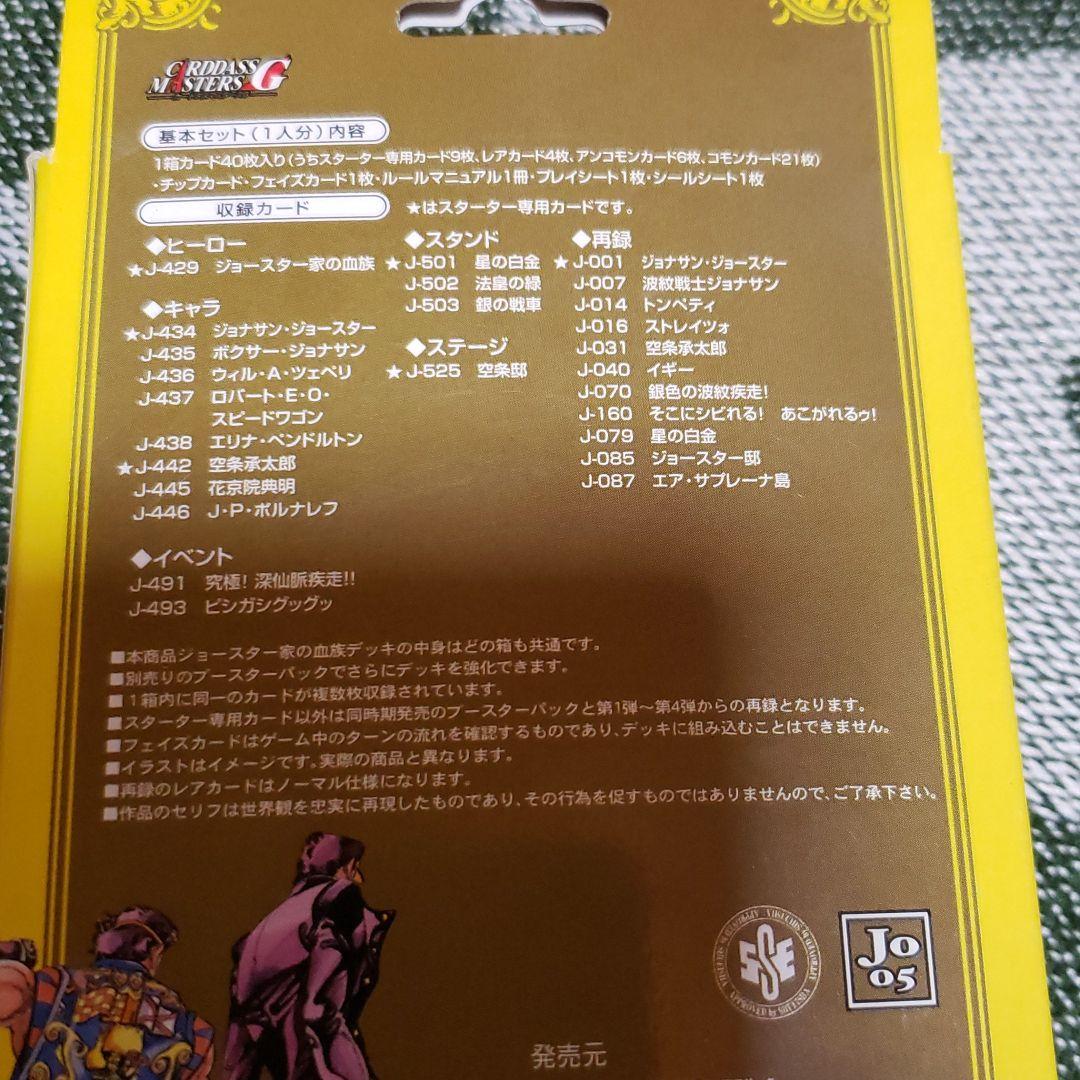 CARDDASS
MASTERS G
基本セット(1人分)内容
1箱カード40枚入り(うちスターター専用カード9枚、レアカード4枚、アンコモンカード6枚、コモンカード21枚)
・チップカード・フェイズカード1枚・ルールマニュアル1冊・プレイシート1枚・シールシート1枚
収録カード ★はスターター専用カードです。
◆ヒーロー
★J-429 ジョースター家の血族
◆キャラ
★J-434 ジョナサン・ジョースター
J-435 ボクサー・ジョナサン
J-436 ウィル・A・ツェペリ
J-437 ロバート・E・O・
スピードワゴン
J-438 エリナ・ペンドルトン
★J-442 空条承太郎
J-445 花京院典明
J-446 J・P・ポルナレフ
◆イベント
J-491 究極! 深仙脈疾走!!
J-493 ピシガシグッグッ
◆スタンド
★J-501 星の白金
J-502 法皇の緑
J-503 銀の戦車
◆ステージ
★J-525 空条邸
◆再録
★J-001 ジョナサン・ジョースター
J-007 波紋戦士ジョナサン
J-014 トンペティ
J-016 ストレイツォ
J-031 空条承太郎
J-040 イギー
J-070 銀色の波紋疾走!
J-160 そこにシビれる! あこがれるゥ!
J-079 星の白金
J-085 ジョースター邸
J-087 エア・サプレーナ島
■本商品ジョースター家の血族デッキの中身はどの箱も共通です。
■別売りのブースターパックでさらにデッキを強化できます。
■1箱内に同一のカードが複数枚収録されています。
■スターター専用カード以外は同時期発売のブースターパックと第1弾〜第4弾からの再録となります。
■フェイズカードはゲーム中のターンの流れを確認するものであり、デッキに組み込むことはできません。
■イラストはイメージです。実際の商品と異なります。
■再録のレアカードはノーマル仕様になります。
■作品のセリフは世界観を忠実に再現したものであり、その行為を促すものではありませんので、ご了承下さい。
Jo
05
発売元